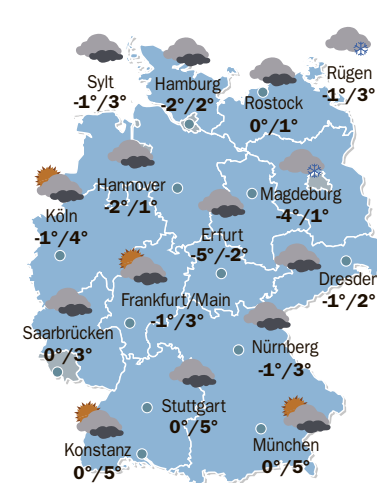 Sylt
-1°/3°
Hamburg
-2°/2°
Rügen
-1°/3°
Rostock
0°/1°
Hannover
-2°/1°
Magdeburg
-4°/1°
Köln
-1°/4°
Erfurt
-5°/-2°
Dresden
-1°/2°
Frankfurt/Main
-1°/3°
Saarbrücken
0°/3°
Nürnberg
-1°/3°
Stuttgart
0°/5°
Konstanz
0°/5°
München
0°/5°